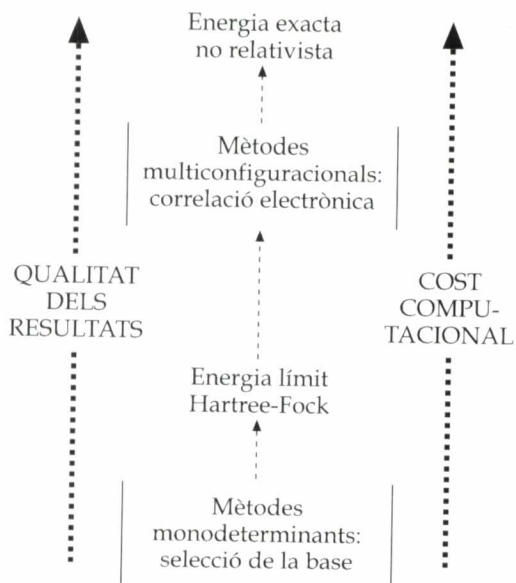 Energia exacta
no relativista
Mètodes
multiconfiguracionals:
correlació electrònica
QUALITAT
DELS
RESULTATS
COST
COMPU-
TACIONAL
Energia límit
Hartree-Fock
Mètodes
monodeterminants:
selecció de la base